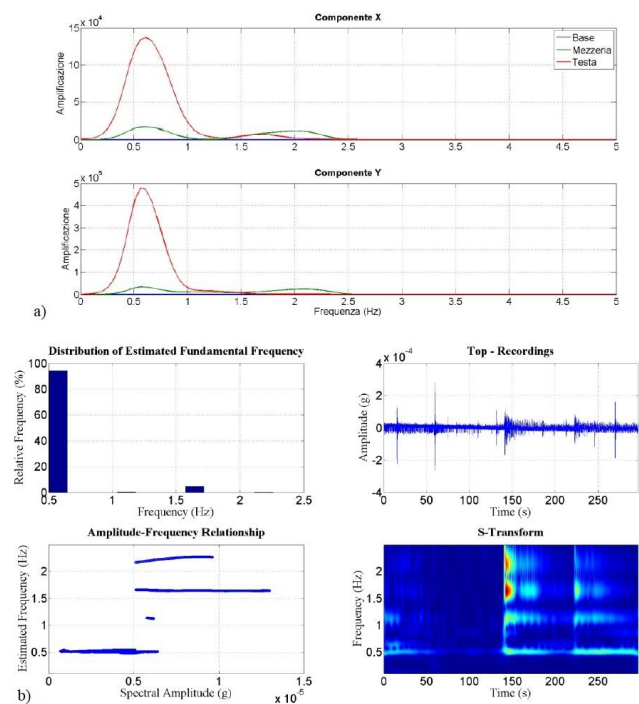 Componente X
x 10^4
15
10
5
0
Amplificazione
Base
Mezzeria
Testa
0 0.5 1 1.5 2 2.5 3 3.5 4 4.5 5
Componente Y
x 10^5
5
4
3
2
1
0
Amplificazione
0 0.5 1 1.5 2 2.5 3 3.5 4 4.5 5
Frequenza (Hz)
a)
Distribution of Estimated Fundamental Frequency
100
80
60
40
20
0
Relative Frequency (%)
0.5 1 1.5 2 2.5
Frequency (Hz)
Top - Recordings
x 10^-4
4
2
0
-2
-4
Amplitude (g)
0 50 100 150 200 250
Time (s)
Amplitude-Frequency Relationship
2
1.5
1
0.5
Estimated Frequency (Hz)
0 0.5 1 1.5
Spectral Amplitude (g)
x 10^-5
S-Transform
2
1.5
1
0.5
Frequency (Hz)
0 50 100 150 200 250
Time (s)
b)